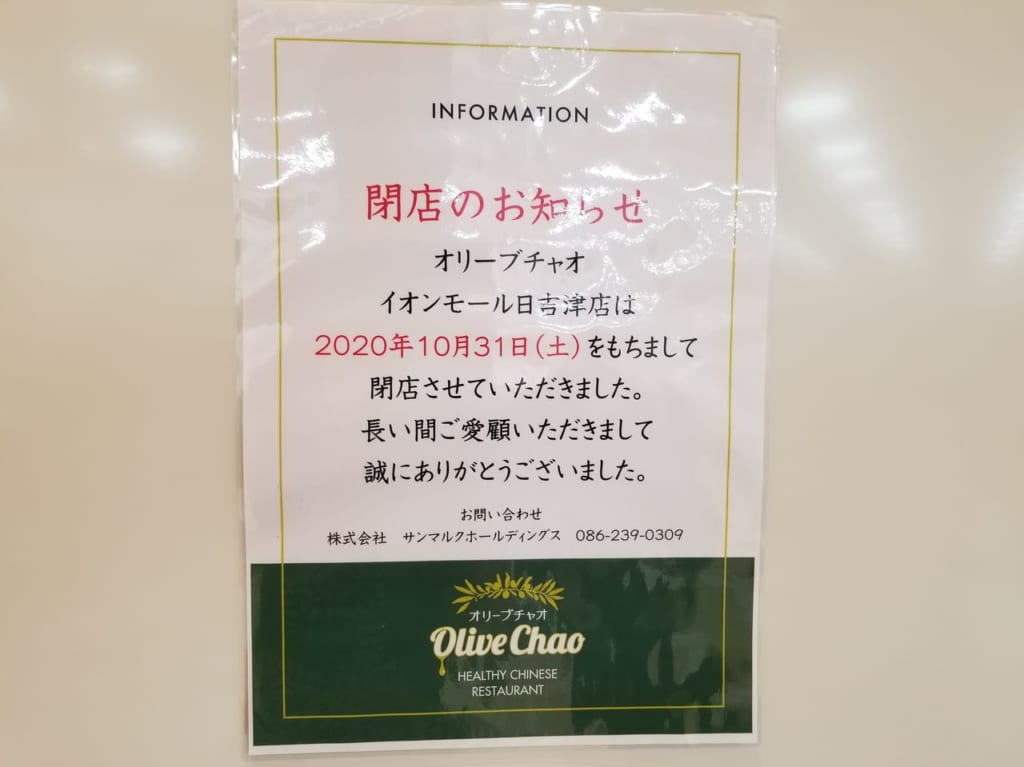 INFORMATION
閉店のお知らせ
オリーブチャオ
イオンモール日吉津店は
2020年10月31日(土)をもちまして
閉店させていただきました。
長い間ご愛顧いただきまして
誠にありがとうございました。
お問い合わせ
株式会社 サンマルクホールディングス 086-239-0309
オリーブチャオ
Olive Chao
HEALTHY CHINESE
RESTAURANT